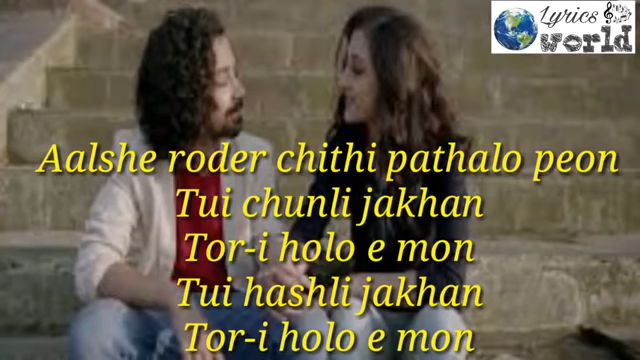 Lyrics
world
Aalshe roder chithi pathalo peon
Tui chunli jakhan
Tor-i holo e mon
Tui hashli jakhan
Tor-i holo e mon